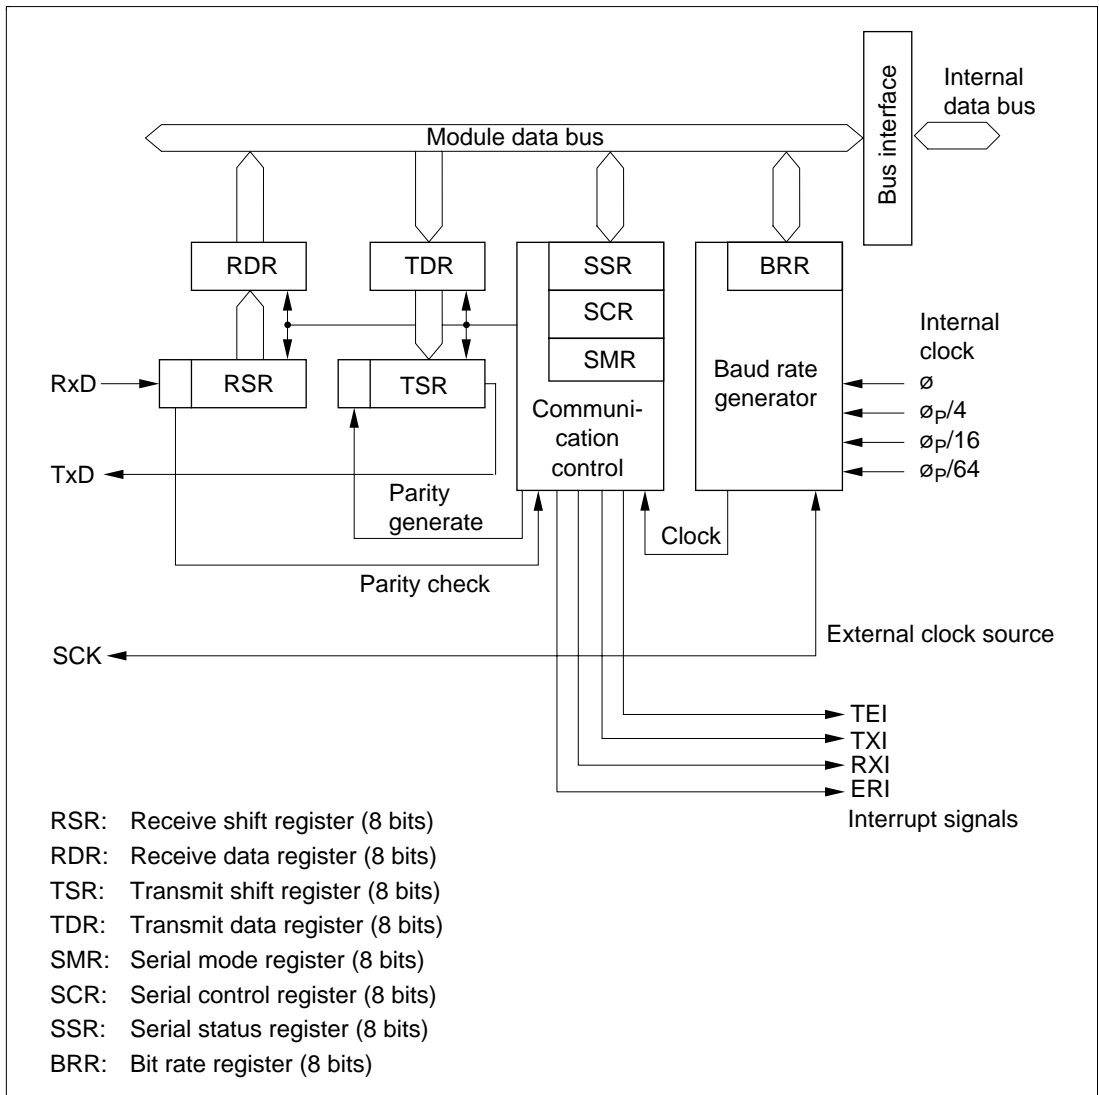 Internal
data bus
Bus interface
Module data bus
RDR
TDR
SSR
BRR
SCR
SMR
RSR
TSR
Baud rate
generator
Communi-
cation
control
Internal
clock
ø
øP/4
øP/16
øP/64
RxD
TxD
Parity
generate
Clock
Parity check
External clock source
SCK
TEI
TXI
RXI
ERI
Interrupt signals
RSR: Receive shift register (8 bits)
RDR: Receive data register (8 bits)
TSR: Transmit shift register (8 bits)
TDR: Transmit data register (8 bits)
SMR: Serial mode register (8 bits)
SCR: Serial control register (8 bits)
SSR: Serial status register (8 bits)
BRR: Bit rate register (8 bits)